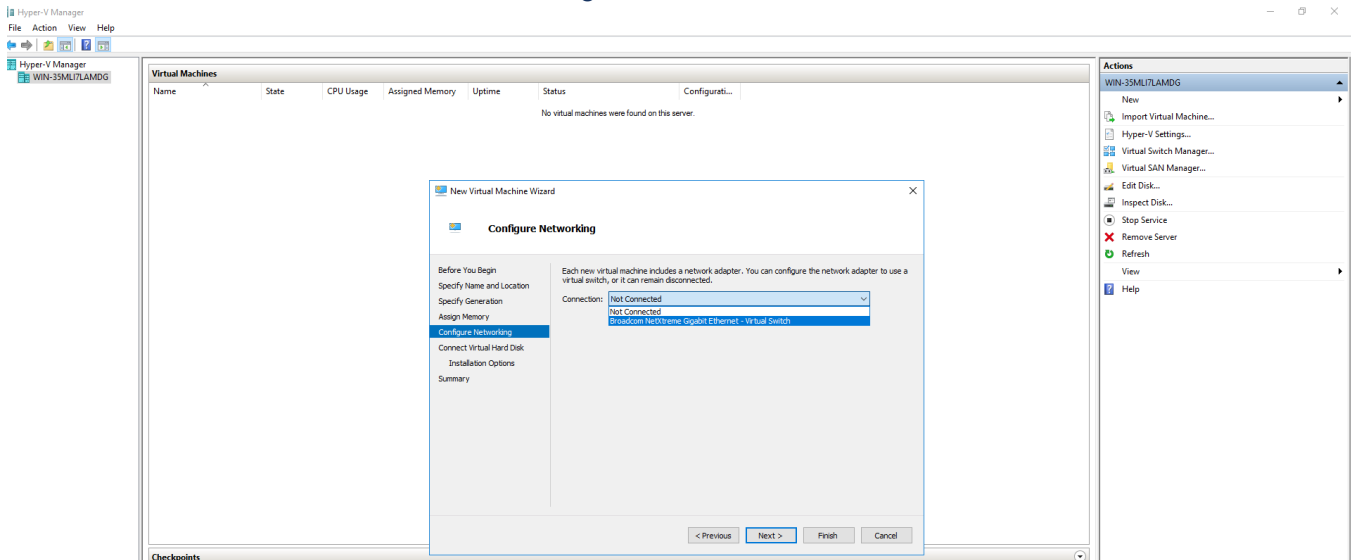 Hyper-V Manager
File Action View Help
Hyper-V Manager
WIN-35MLI7LAMDG
Virtual Machines
Name State CPU Usage Assigned Memory Uptime Status Configurati...
No virtual machines were found on this server.
New Virtual Machine Wizard
Configure Networking
Before You Begin
Specify Name and Location
Specify Generation
Assign Memory
Configure Networking
Connect Virtual Hard Disk
Installation Options
Summary
Each new virtual machine includes a network adapter. You can configure the network adapter to use a
virtual switch, or it can remain disconnected.
Connection: Not Connected
Not Connected
Broadcom NetXtreme Gigabit Ethernet - Virtual Switch
< Previous Next > Finish Cancel
Checkpoints
Actions
WIN-35MLI7LAMDG
New
Import Virtual Machine...
Hyper-V Settings...
Virtual Switch Manager...
Virtual SAN Manager...
Edit Disk...
Inspect Disk...
Stop Service
Remove Server
Refresh
View
Help